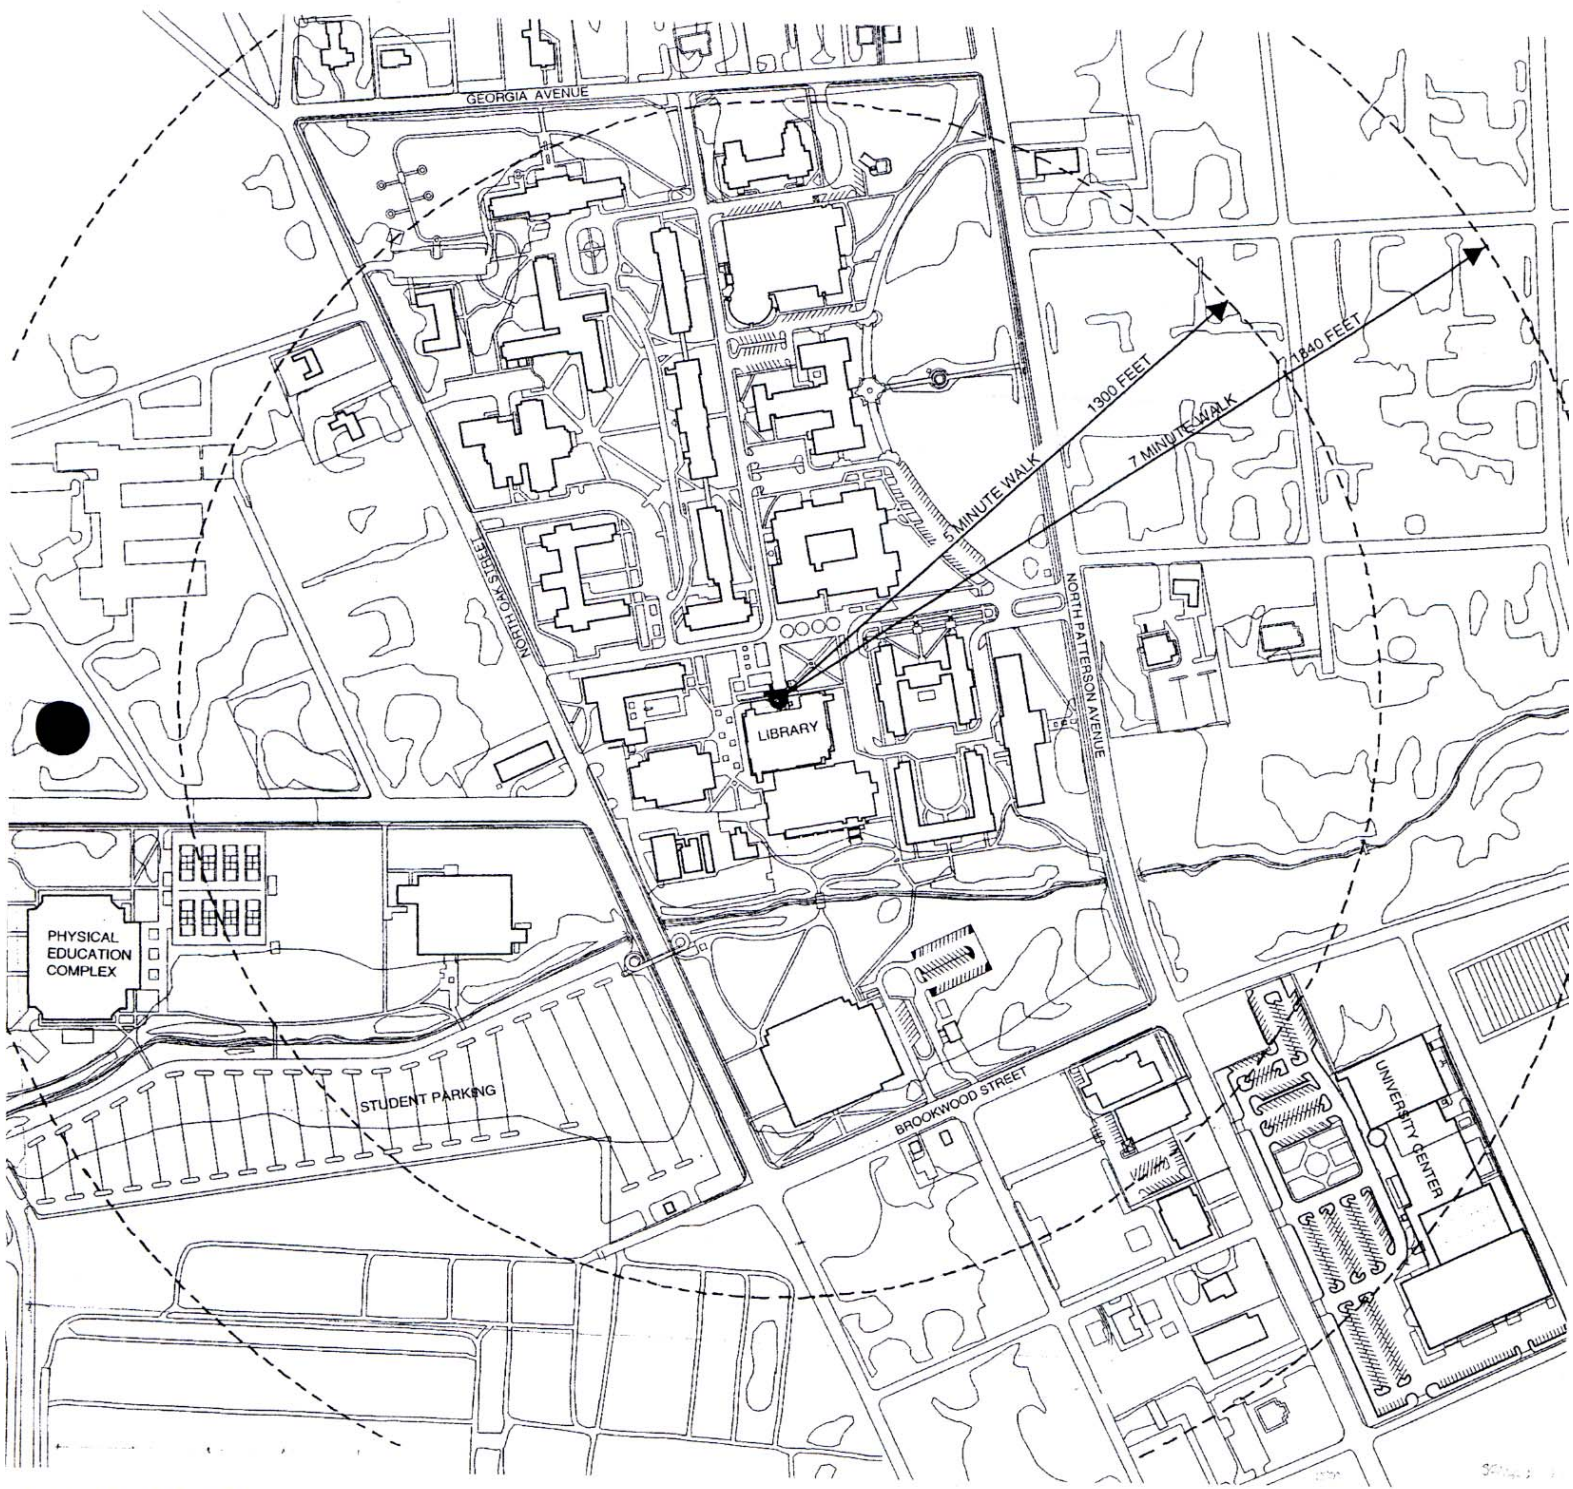 GEORGIA AVENUE
1300 FEET
1840 FEET
5 MINUTE WALK
7 MINUTE WALK
NORTH OAK STREET
NORTH PATTERSON AVENUE
LIBRARY
PHYSICAL
EDUCATION
COMPLEX
STUDENT PARKING
BROOKWOOD STREET
UNIVERSITY CENTER